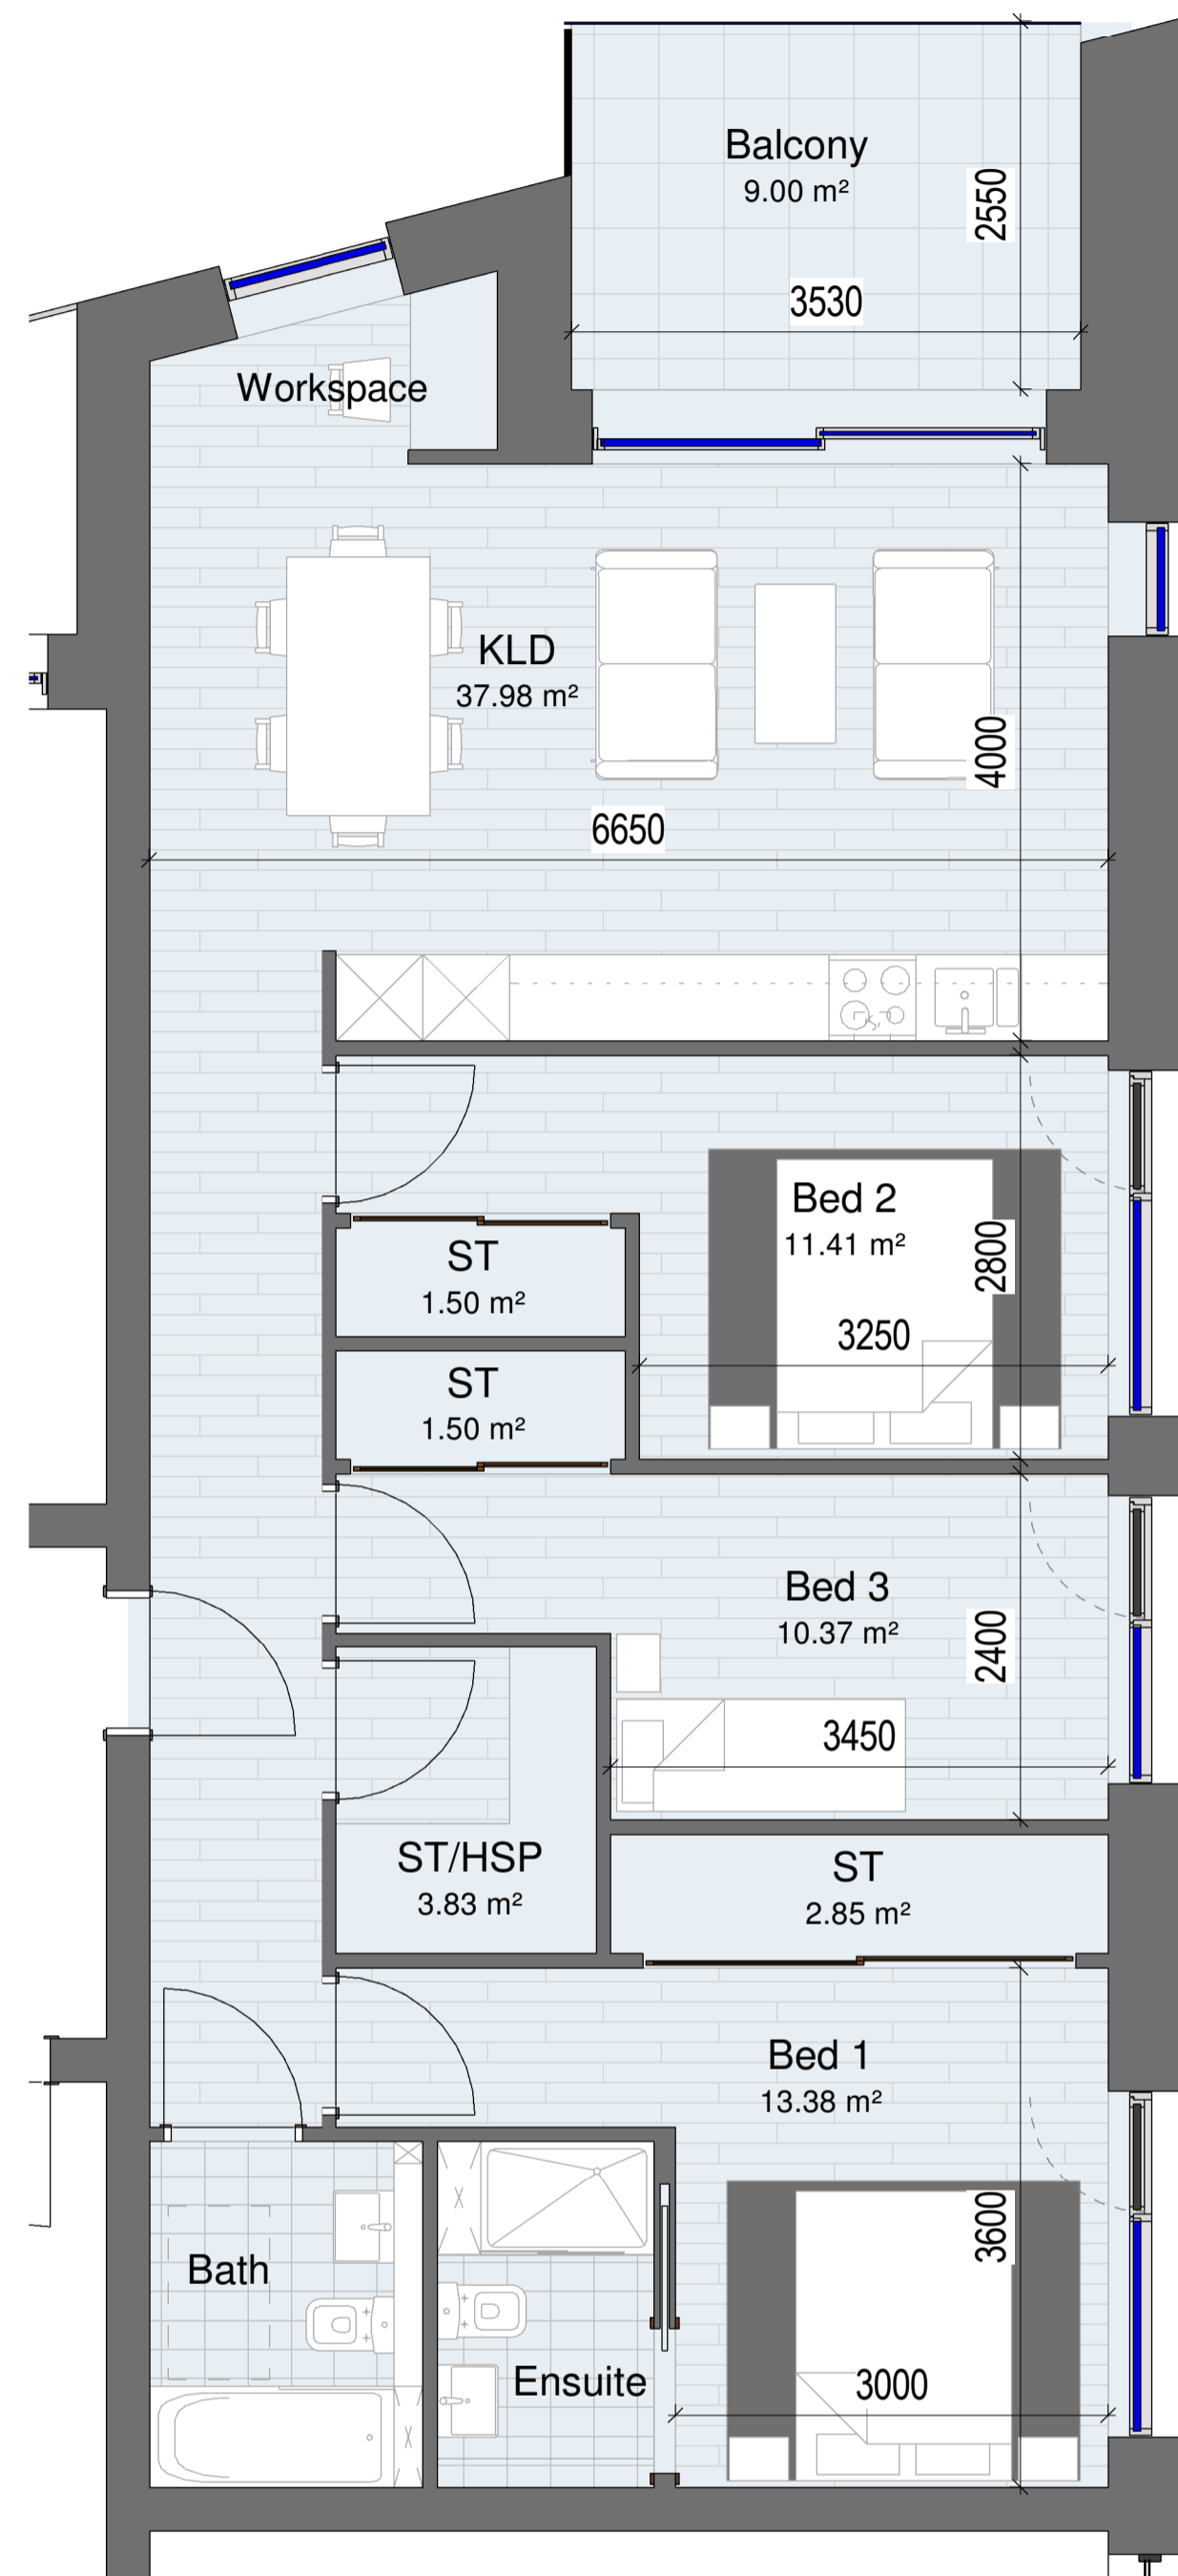 Balcony
9.00 m²
2550
3530
Workspace
KLD
37.98 m²
4000
6650
Bed 2
11.41 m²
2800
ST
1.50 m²
3250
ST
1.50 m²
Bed 3
10.37 m²
2400
3450
ST/HSP
3.83 m²
ST
2.85 m²
Bed 1
13.38 m²
3600
Bath
Ensuite
3000